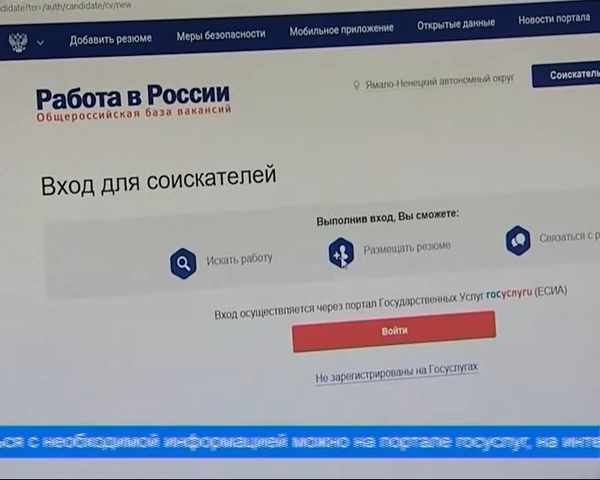 didate?to=/auth/candidate/cv/new
Добавить резюме Меры безопасности Мобильное приложение Открытые данные Новости портала
Работа в России
Общероссийская база вакансий
Ямало-Ненецкий автономный округ
Соискатель
Вход для соискателей
Выполнив вход, Вы сможете:
Искать работу Размещать резюме Связаться с р
Вход осуществляется через портал Государственных Услуг госуслуги (ЕСИА)
Войти
Не зарегистрированы на Госуслугах
ься с необходимой информацией можно на портале госуслуг, на инте